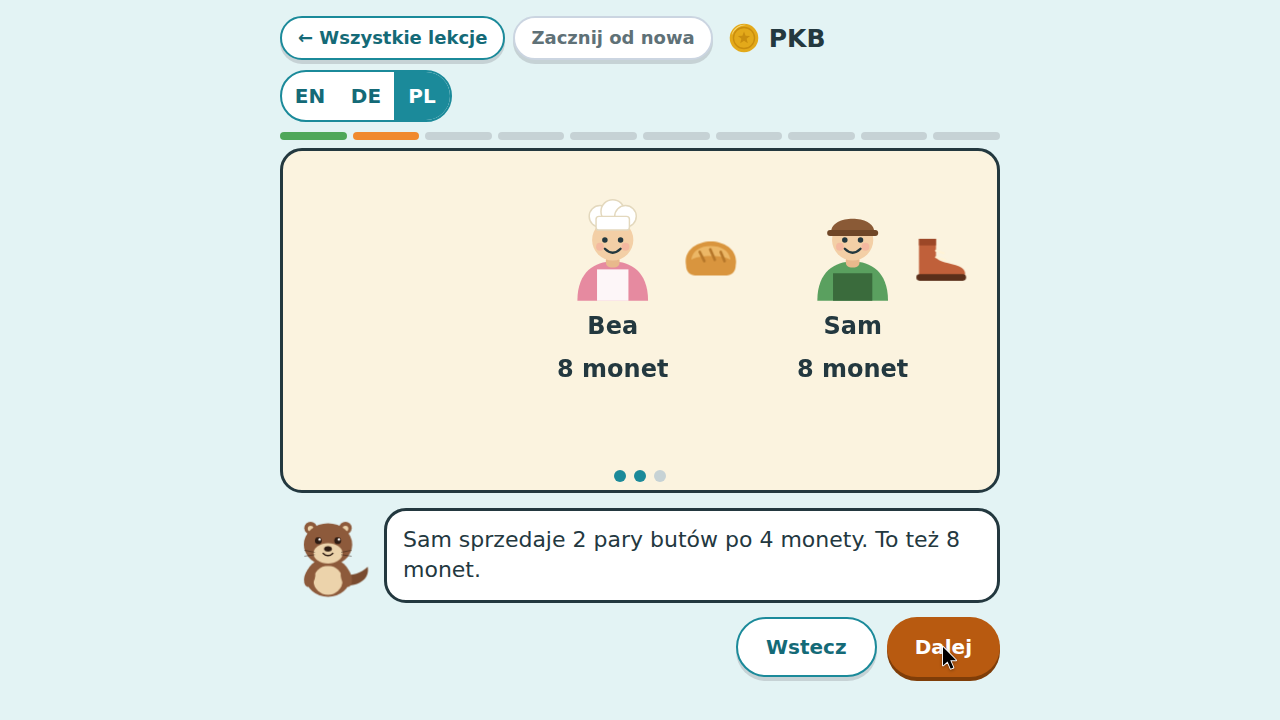 ← Wszystkie lekcje
Zacznij od nowa
PKB
EN DE PL
Bea
8 monet
Sam
8 monet
Sam sprzedaje 2 pary butów po 4 monety. To też 8
monet.
Wstecz
Dalej